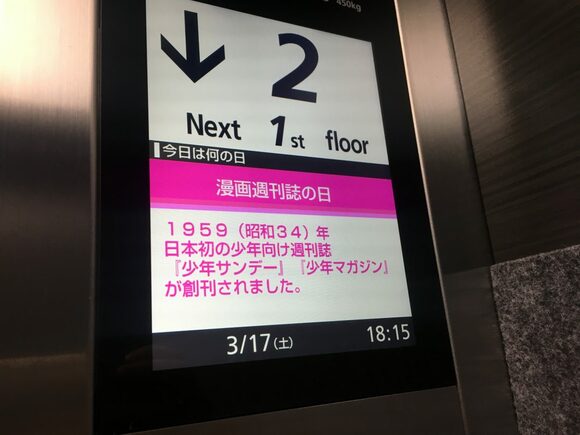 450kg
↓ 2
Next 1st floor
今日は何の日
漫画週刊誌の日
1959（昭和34）年
日本初の少年向け週刊誌
『少年サンデー』『少年マガジン』
が創刊されました。
3/17(土) 18:15